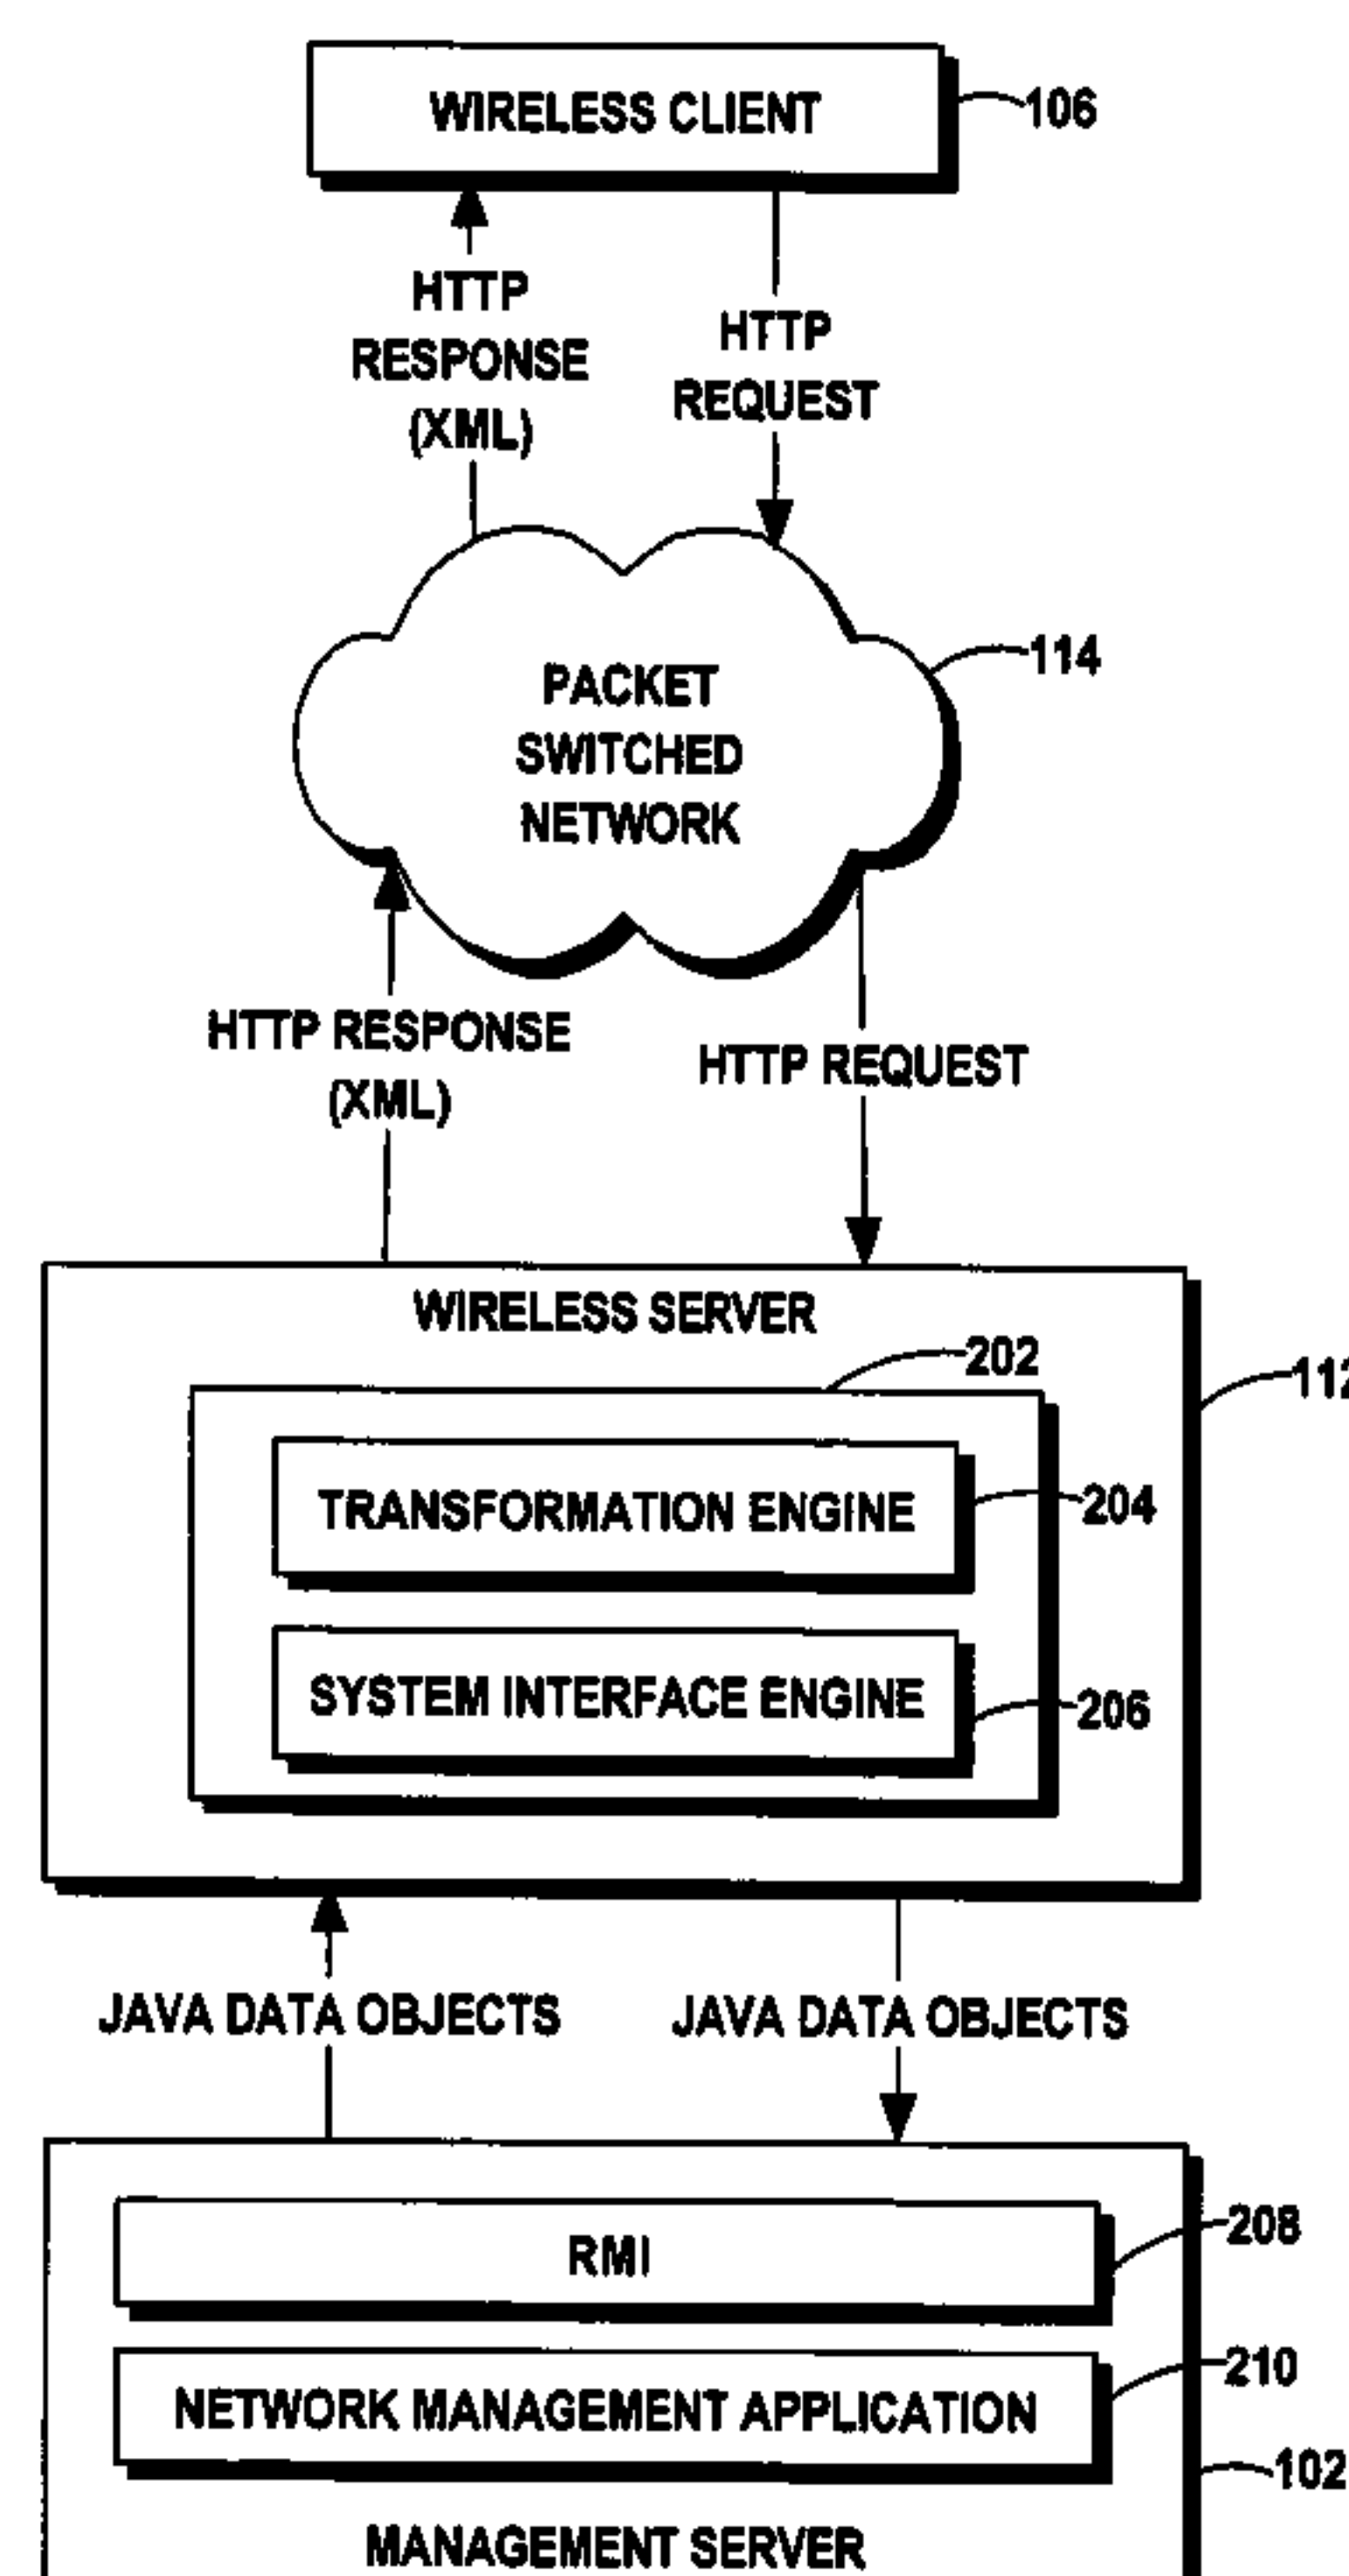 WIRELESS CLIENT
106
HTTP
RESPONSE
(XML)
HTTP
REQUEST
114
PACKET
SWITCHED
NETWORK
HTTP RESPONSE
(XML)
HTTP REQUEST
WIRELESS SERVER
202
112
TRANSFORMATION ENGINE
204
SYSTEM INTERFACE ENGINE
206
JAVA DATA OBJECTS
JAVA DATA OBJECTS
RMI
208
NETWORK MANAGEMENT APPLICATION
210
102
MANAGEMENT SERVER